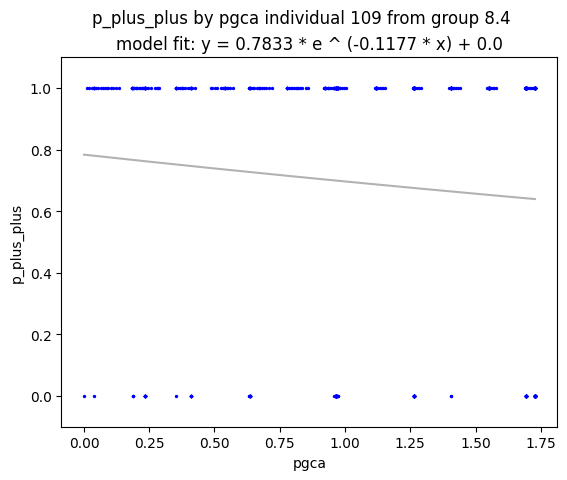 p_plus_plus by pgca individual 109 from group 8.4
model fit: y = 0.7833 * e ^ (-0.1177 * x) + 0.0
1.0
0.8
0.6
0.4
0.2
0.0
p_plus_plus
0.00 0.25 0.50 0.75 1.00 1.25 1.50 1.75
pgca